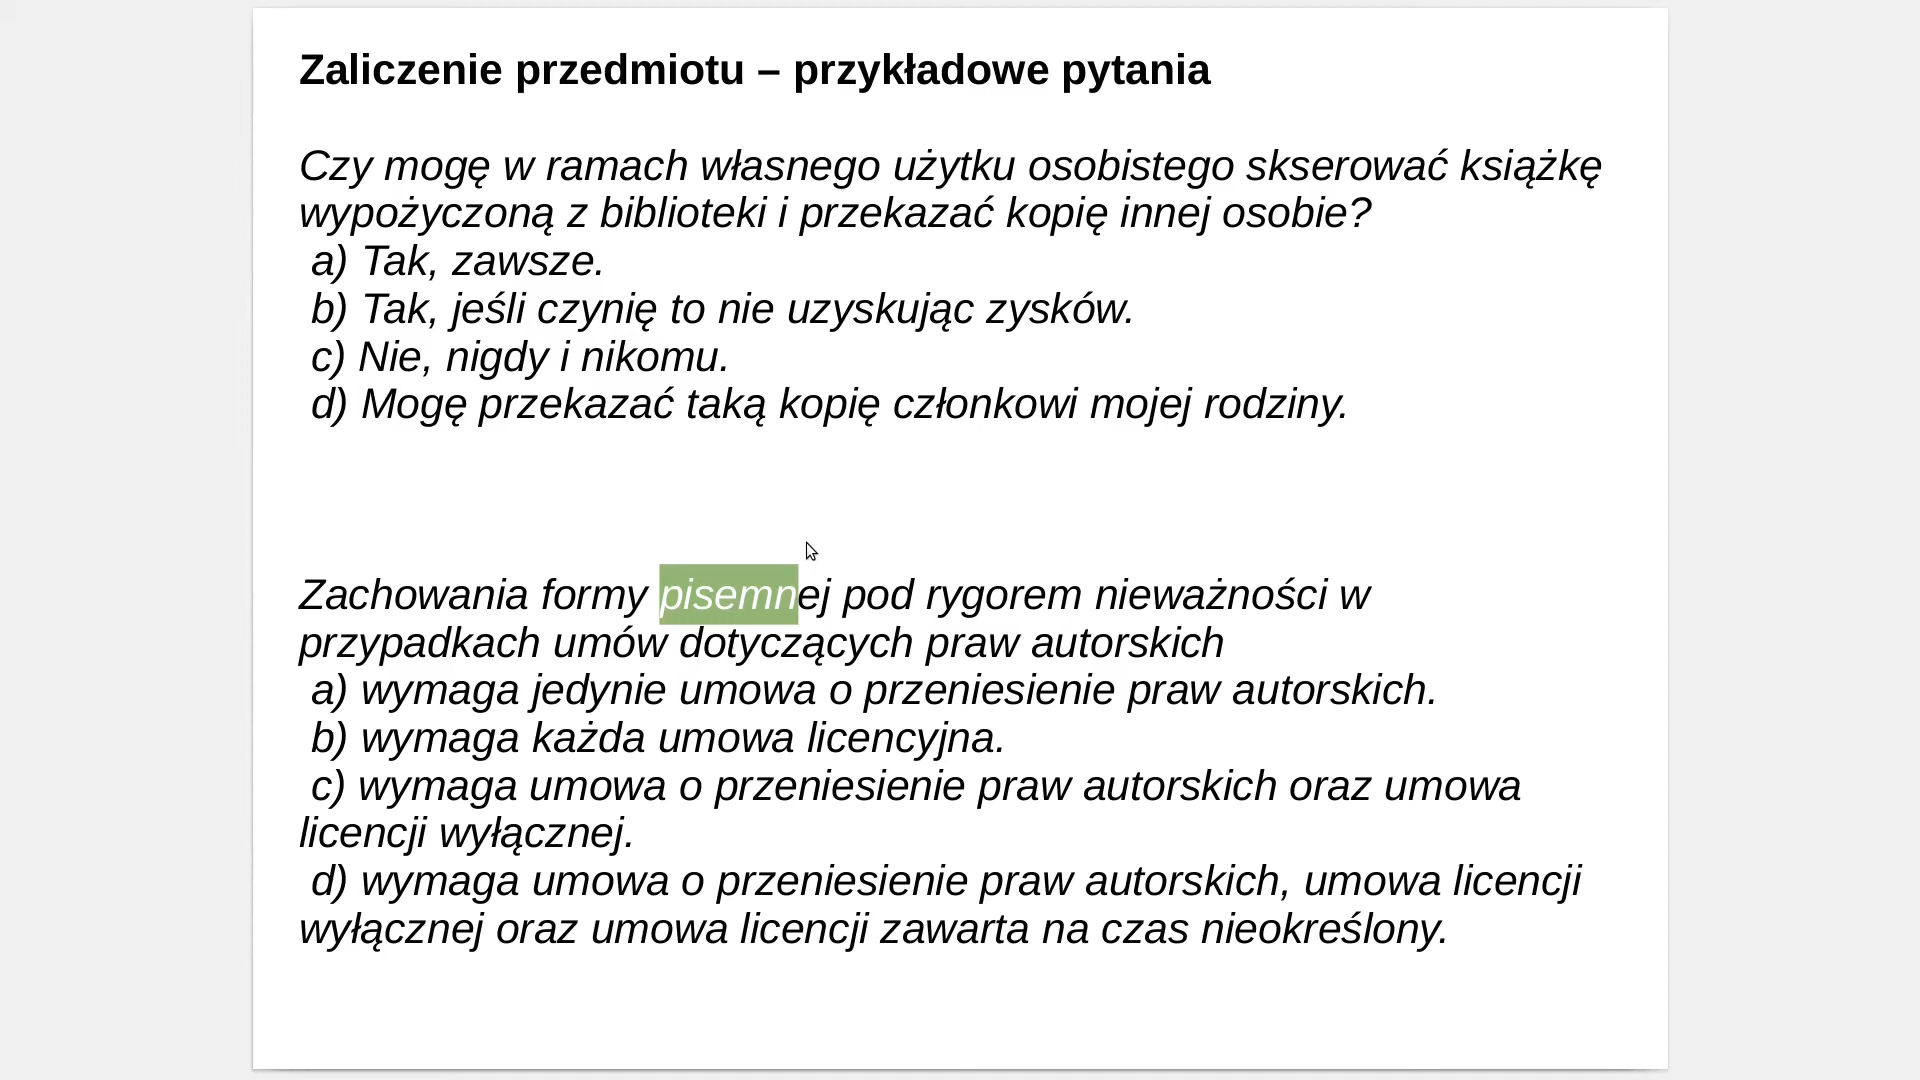 Zaliczenie przedmiotu – przykładowe pytania
Czy mogę w ramach własnego użytku osobistego skserować książkę
wypożyczoną z biblioteki i przekazać kopię innej osobie?
a) Tak, zawsze.
b) Tak, jeśli czynię to nie uzyskując zysków.
c) Nie, nigdy i nikomu.
d) Mogę przekazać taką kopię członkowi mojej rodziny.
Zachowania formy pisemnej pod rygorem nieważności w
przypadkach umów dotyczących praw autorskich
a) wymaga jedynie umowa o przeniesienie praw autorskich.
b) wymaga każda umowa licencyjna.
c) wymaga umowa o przeniesienie praw autorskich oraz umowa
licencji wyłącznej.
d) wymaga umowa o przeniesienie praw autorskich, umowa licencji
wyłącznej oraz umowa licencji zawarta na czas nieokreślony.